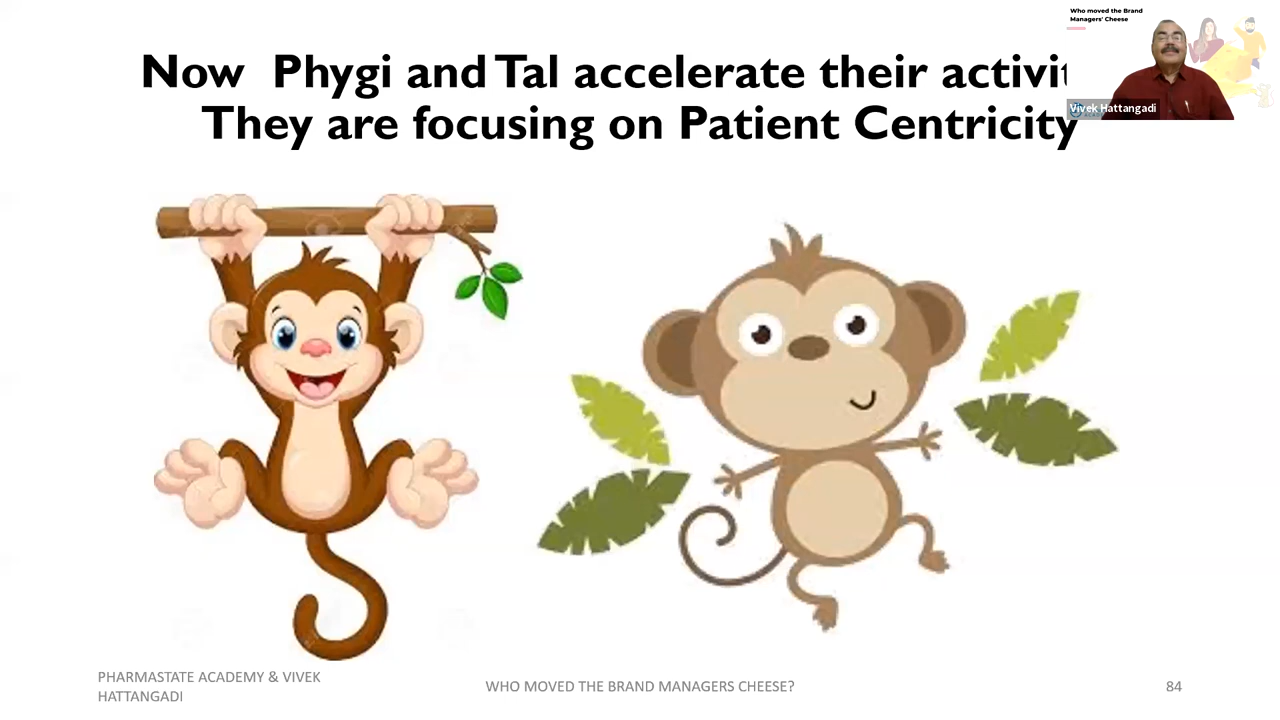 Who moved the Brand
Managers' Cheese
Now Phygi and Tal accelerate their activit
Vivek Hattangadi
They are focusing on Patient Centricity
PHARMASTATE ACADEMY & VIVEK
HATTANGADI
WHO MOVED THE BRAND MANAGERS CHEESE?
84